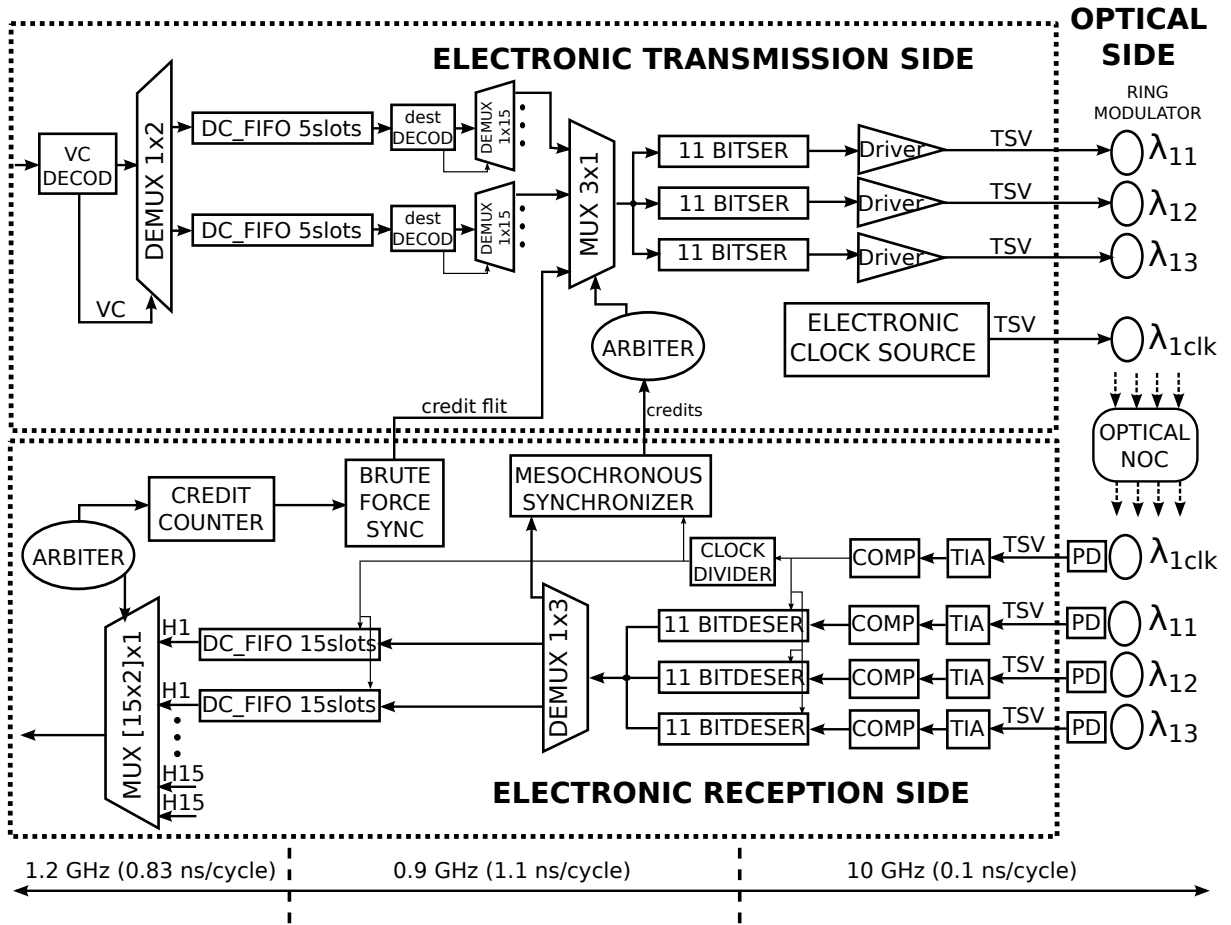 OPTICAL
SIDE
ELECTRONIC TRANSMISSION SIDE
RING
MODULATOR
VC
DECOD
DEMUX 1x2
VC
DC_FIFO 5slots
dest
DECOD
DEMUX
1x15
DC_FIFO 5slots
dest
DECOD
DEMUX
1x15
MUX 3x1
11 BITSER
Driver
TSV
λ11
11 BITSER
Driver
TSV
λ12
11 BITSER
Driver
TSV
λ13
ARBITER
ELECTRONIC
CLOCK SOURCE
TSV
λ1clk
credit flit
credits
OPTICAL
NOC
CREDIT
COUNTER
BRUTE
FORCE
SYNC
MESOCHRONOUS
SYNCHRONIZER
ARBITER
CLOCK
DIVIDER
COMP
TIA
TSV
PD
λ1clk
MUX [15x2]x1
H1
DC_FIFO 15slots
H1
DC_FIFO 15slots
H15
H15
DEMUX 1x3
11 BITDESER
COMP
TIA
TSV
PD
λ11
11 BITDESER
COMP
TIA
TSV
PD
λ12
11 BITDESER
COMP
TIA
TSV
PD
λ13
ELECTRONIC RECEPTION SIDE
1.2 GHz (0.83 ns/cycle)
0.9 GHz (1.1 ns/cycle)
10 GHz (0.1 ns/cycle)